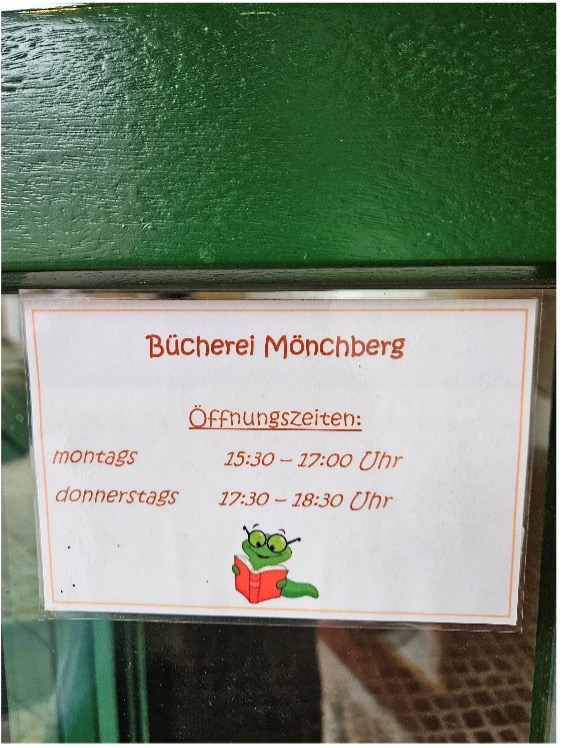 Bücherei Mönchberg
Öffnungszeiten:
montags 15:30 – 17:00 Uhr
donnerstags 17:30 – 18:30 Uhr